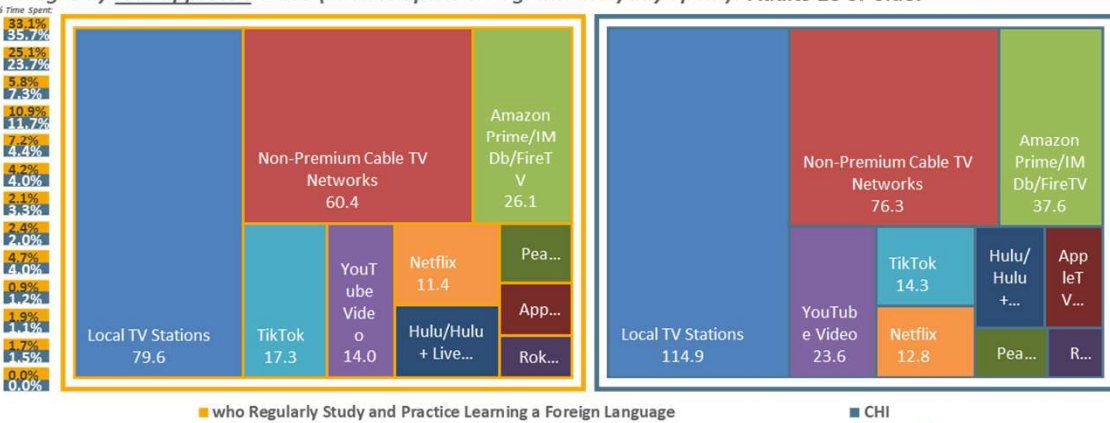 % Time Spent:
33.1%
35.7%
25.1%
23.7%
5.8%
7.3%
10.9%
11.7%
7.2%
4.4%
4.2%
4.0%
2.1%
3.3%
2.4%
2.0%
4.7%
4.0%
0.9%
1.2%
1.9%
1.1%
1.7%
1.5%
0.0%
0.0%
Local TV Stations
79.6
Non-Premium Cable TV
Networks
60.4
Amazon
Prime/IM
Db/FireT
V
26.1
TikTok
17.3
YouT
ube
Vide
o
14.0
Netflix
11.4
Hulu/Hulu
+ Live...
Pea...
App...
Rok...
Local TV Stations
114.9
Non-Premium Cable TV
Networks
76.3
Amazon
Prime/IM
Db/FireTV
37.6
YouTub
e Video
23.6
TikTok
14.3
Netflix
12.8
Hulu/
Hulu
+...
App
leT
V...
Pea...
R...
who Regularly Study and Practice Learning a Foreign Language
CHI